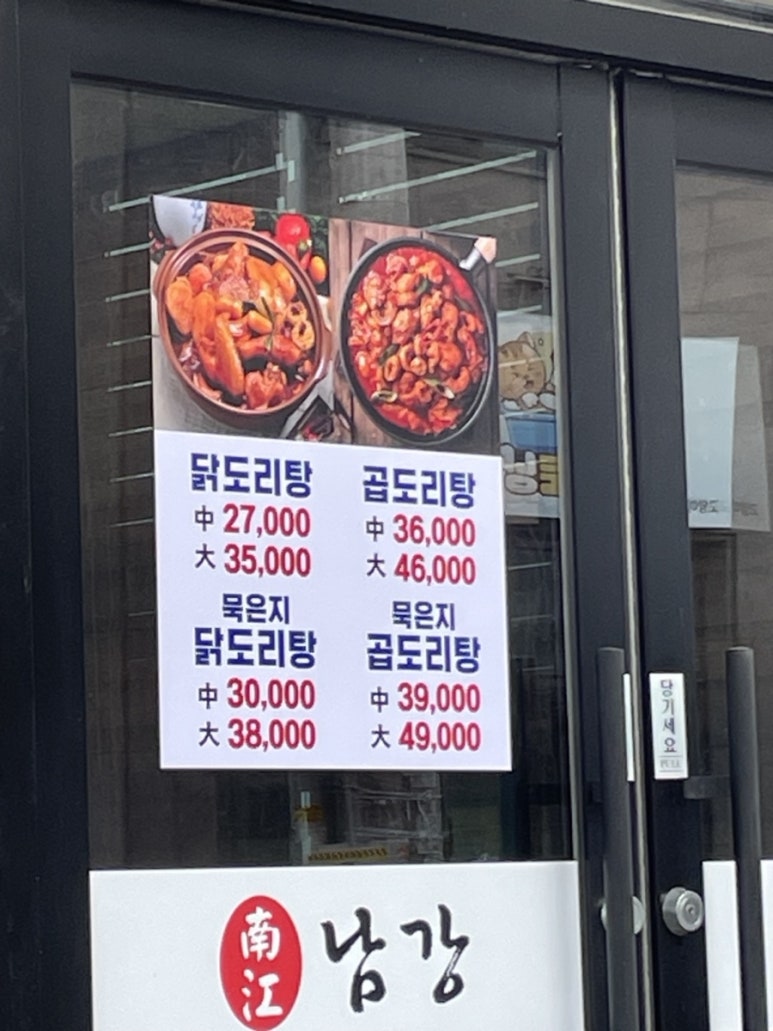 닭도리탕
中 27,000
大 35,000
곱도리탕
中 36,000
大 46,000
묵은지
닭도리탕
中 30,000
大 38,000
묵은지
곱도리탕
中 39,000
大 49,000
당기세요
PULL
南江
남강